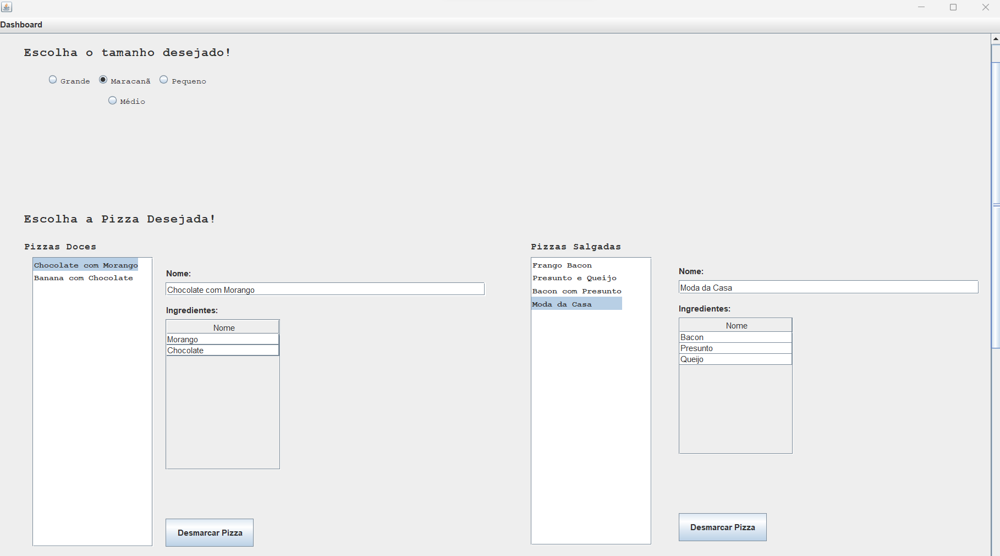 Dashboard
Escolha o tamanho desejado!
Grande Maracanã Pequeno
Médio
Escolha a Pizza Desejada!
Pizzas Doces
Chocolate com Morango
Banana com Chocolate
Nome:
Chocolate com Morango
Ingredientes:
Nome
Morango
Chocolate
Desmarcar Pizza
Pizzas Salgadas
Frango Bacon
Presunto e Queijo
Bacon com Presunto
Moda da Casa
Nome:
Moda da Casa
Ingredientes:
Nome
Bacon
Presunto
Queijo
Desmarcar Pizza